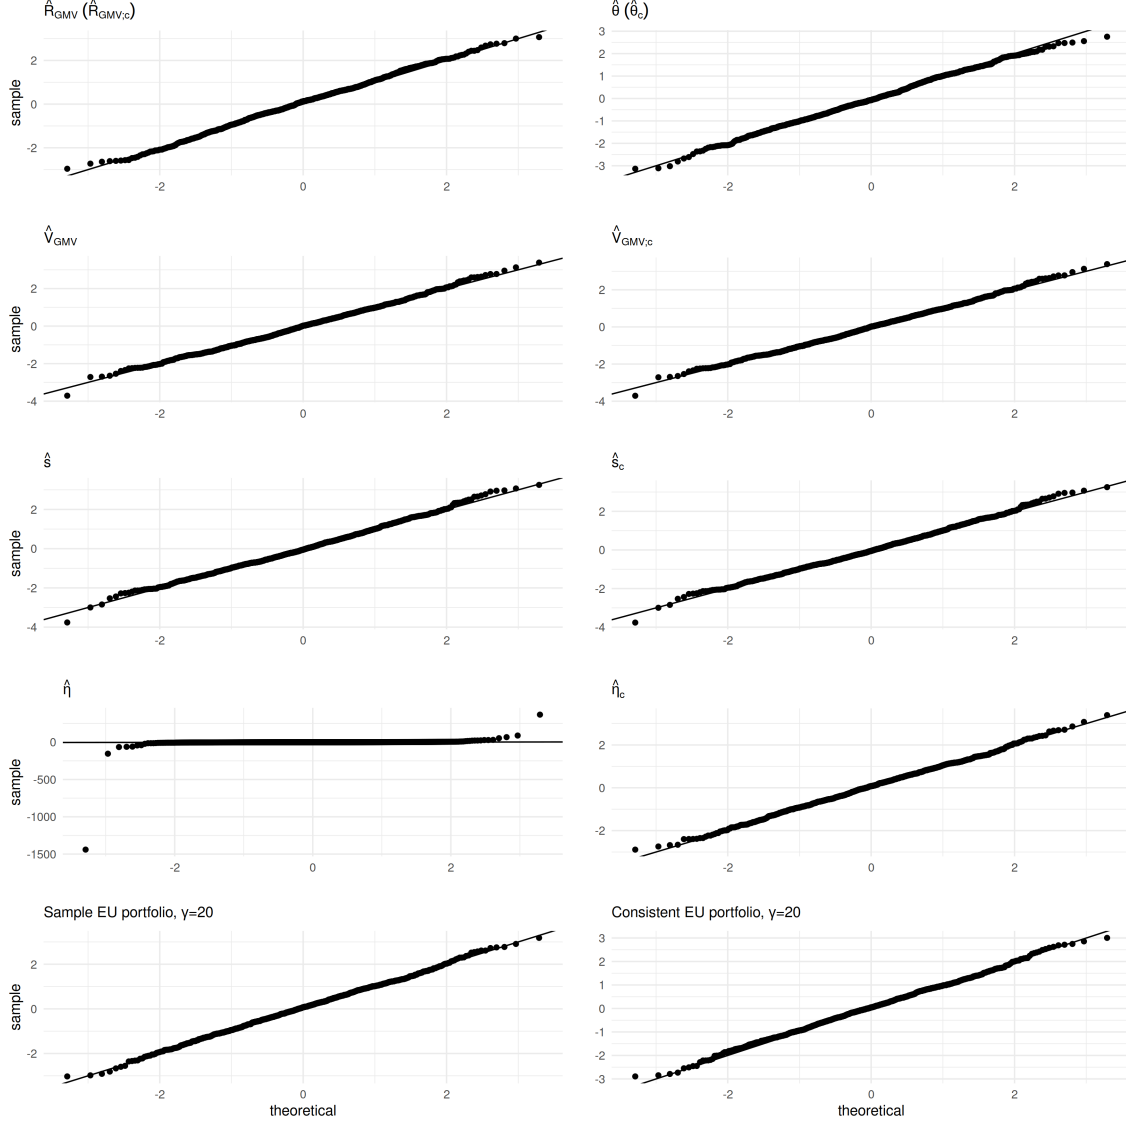 R̂GMV (R̂GMV;c)
sample
2
0
-2
-2 0 2
θ̂ (θ̂c)
3
2
1
0
-1
-2
-3
-2 0 2
V̂GMV
sample
2
0
-2
-4
-2 0 2
V̂GMV;c
2
0
-2
-4
-2 0 2
ŝ
sample
2
0
-2
-4
-2 0 2
ŝc
2
0
-2
-4
-2 0 2
η̂
sample
0
-500
-1000
-1500
-2 0 2
η̂c
2
0
-2
-2 0 2
Sample EU portfolio, γ=20
sample
2
0
-2
-2 0 2
theoretical
Consistent EU portfolio, γ=20
3
2
1
0
-1
-2
-3
-2 0 2
theoretical